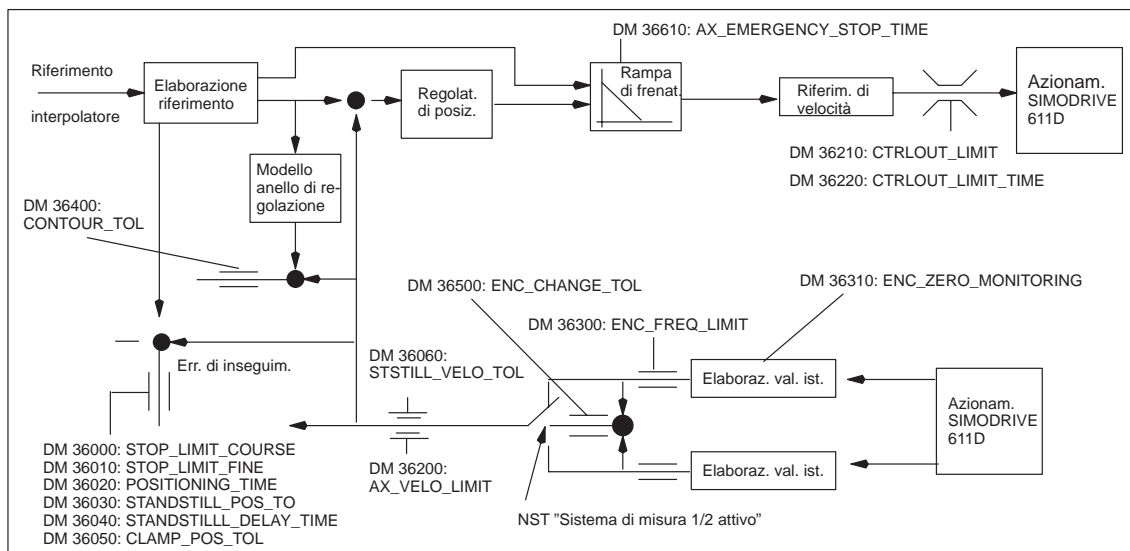 DM 36610: AX_EMERGENCY_STOP_TIME
Riferimento
interpolatore
Elaborazione
riferimento
Regolat.
di posiz.
Rampa
di frenat.
Riferim. di
velocità
Azionam.
SIMODRIVE
611D
DM 36210: CTRLOUT_LIMIT
DM 36220: CTRLOUT_LIMIT_TIME
Modello
anello di re-
golazione
DM 36400:
CONTOUR_TOL
DM 36500: ENC_CHANGE_TOL
DM 36310: ENC_ZERO_MONITORING
DM 36300: ENC_FREQ_LIMIT
Err. di inseguim.
DM 36060:
STSTILL_VELO_TOL
Elaboraz. val. ist.
Azionam.
SIMODRIVE
611D
DM 36000: STOP_LIMIT_COURSE
DM 36010: STOP_LIMIT_FINE
DM 36020: POSITIONING_TIME
DM 36030: STANDSTILL_POS_TO
DM 36040: STANDSTILLL_DELAY_TIME
DM 36050: CLAMP_POS_TOL
DM 36200:
AX_VELO_LIMIT
Elaboraz. val. ist.
NST "Sistema di misura 1/2 attivo"